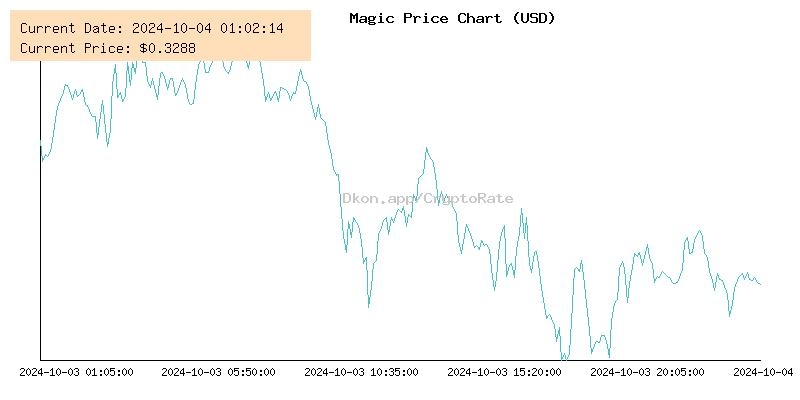 Magic Price Chart (USD)
Current Date: 2024-10-04 01:02:14
Current Price: $0.3288
Dkon.app/CryptoRate
2024-10-03 01:05:00 2024-10-03 05:50:00 2024-10-03 10:35:00 2024-10-03 15:20:00 2024-10-03 20:05:00 2024-10-04